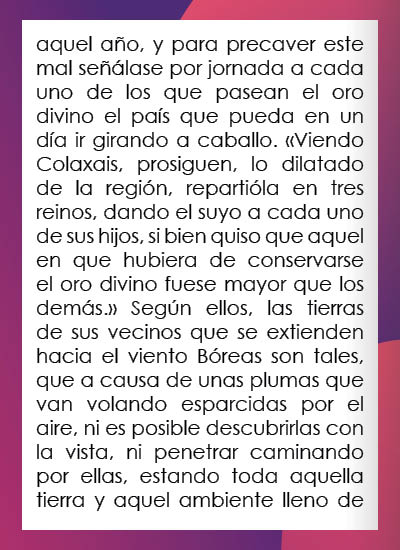 aquel año, y para precaver este
mal señálase por jornada a cada
uno de los que pasean el oro
divino el país que pueda en un
día ir girando a caballo. «Viendo
Colaxais, prosiguen, lo dilatado
de la región, repartióla en tres
reinos, dando el suyo a cada uno
de sus hijos, si bien quiso que aquel
en que hubiera de conservarse
el oro divino fuese mayor que los
demás.» Según ellos, las tierras
de sus vecinos que se extienden
hacia el viento Bóreas son tales,
que a causa de unas plumas que
van volando esparcidas por el
aire, ni es posible descubrirlas con
la vista, ni penetrar caminando
por ellas, estando toda aquella
tierra y aquel ambiente lleno de